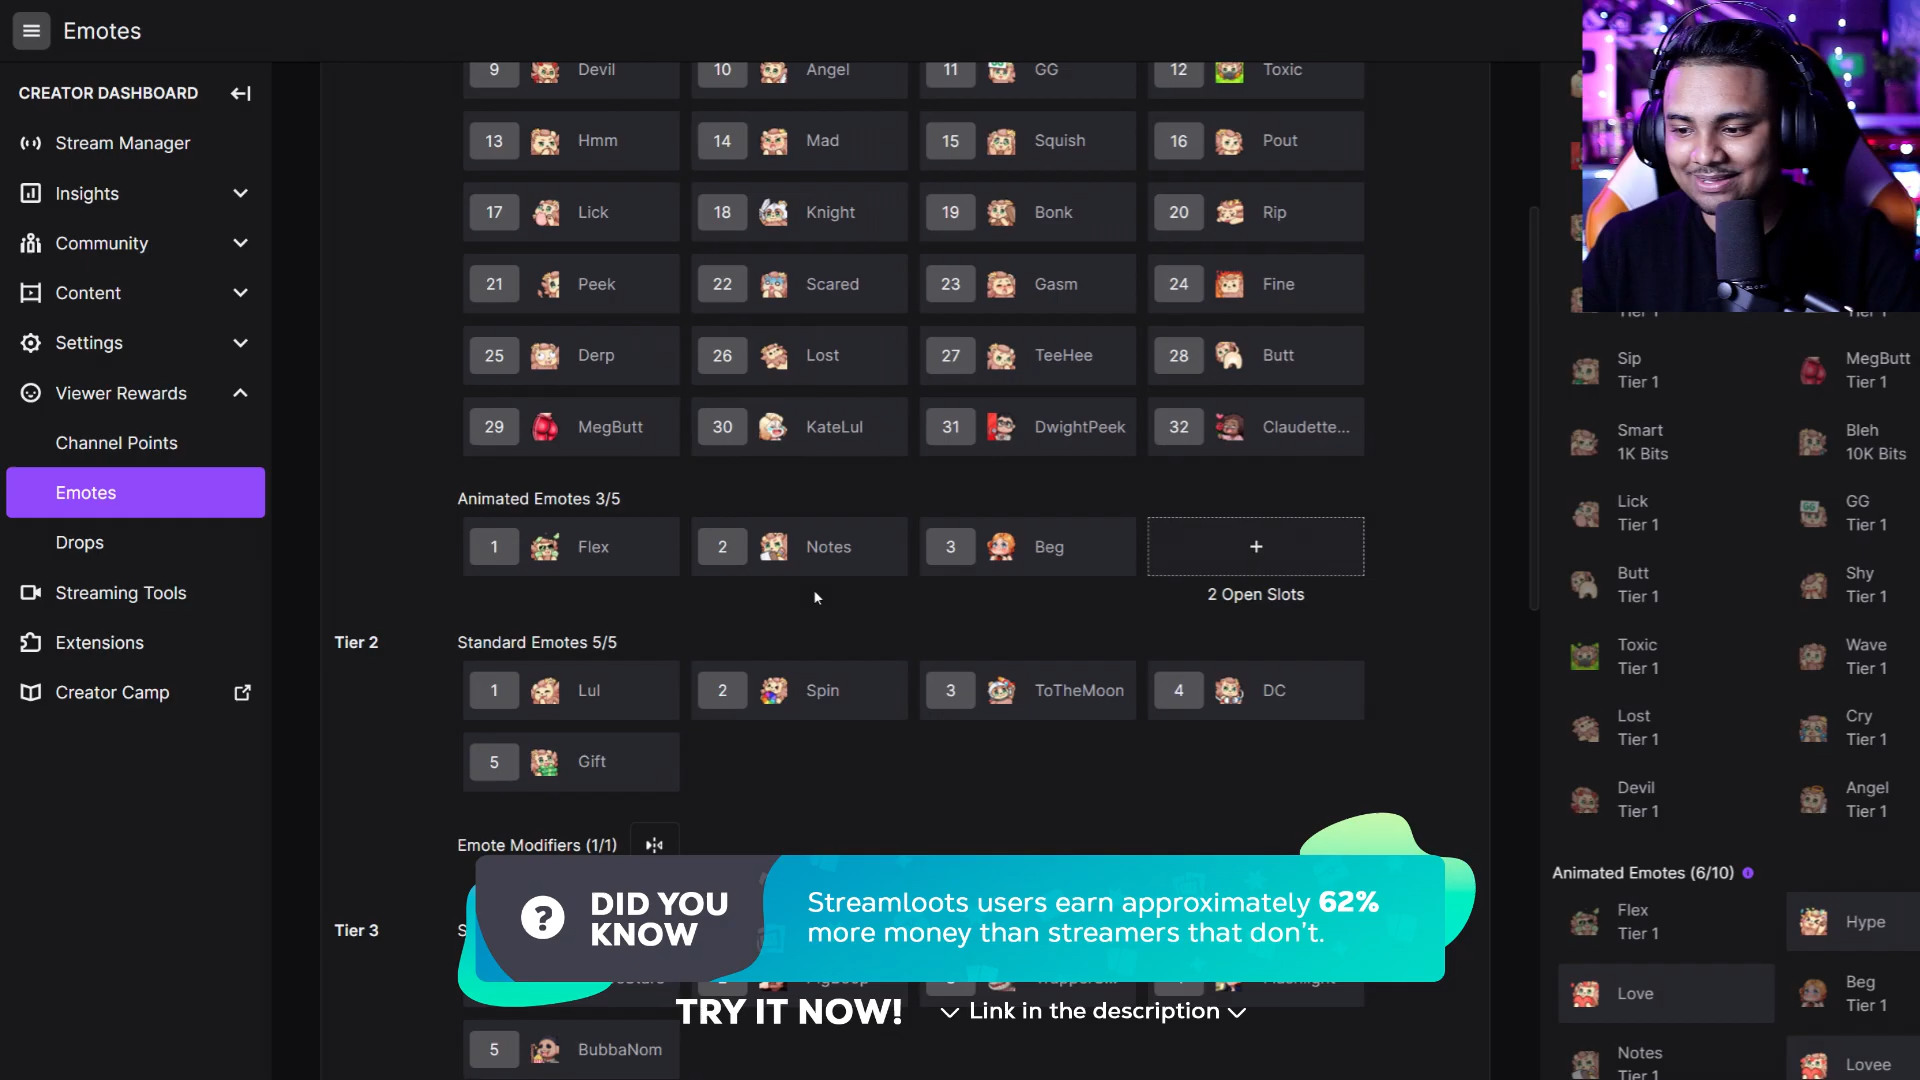 Emotes
CREATOR DASHBOARD
Stream Manager
Insights
Community
Content
Settings
Viewer Rewards
Channel Points
Emotes
Drops
Streaming Tools
Extensions
Creator Camp
9 Devil 10 Angel 11 GG 12 Toxic
13 Hmm 14 Mad 15 Squish 16 Pout
17 Lick 18 Knight 19 Bonk 20 Rip
21 Peek 22 Scared 23 Gasm 24 Fine
25 Derp 26 Lost 27 TeeHee 28 Butt
29 MegButt 30 KateLul 31 DwightPeek 32 Claudette...
Animated Emotes 3/5
1 Flex 2 Notes 3 Beg +
2 Open Slots
Tier 2 Standard Emotes 5/5
1 Lul 2 Spin 3 ToTheMoon 4 DC
5 Gift
Emote Modifiers (1/1)
Tier 3
5 BubbaNom
? DID YOU
KNOW
Streamloots users earn approximately 62%
more money than streamers that don't.
TRY IT NOW! Link in the description
Sip MegButt
Tier 1 Tier 1
Smart Bleh
1K Bits 10K Bits
Lick GG
Tier 1 Tier 1
Butt Shy
Tier 1 Tier 1
Toxic Wave
Tier 1 Tier 1
Lost Cry
Tier 1 Tier 1
Devil Angel
Tier 1 Tier 1
Animated Emotes (6/10)
Flex Hype
Tier 1
Love Beg
Tier 1
Notes Lovee
Tier 1